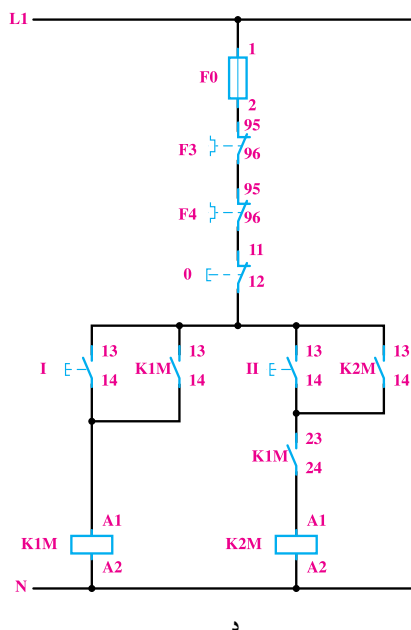 L1
1
F0
2
95
F3
96
95
F4
96
11
0
12
13 13 13 13
I K1M II K2M
14 14 14 14
23
K1M
24
A1 A1
K1M K2M
A2 A2
N
د